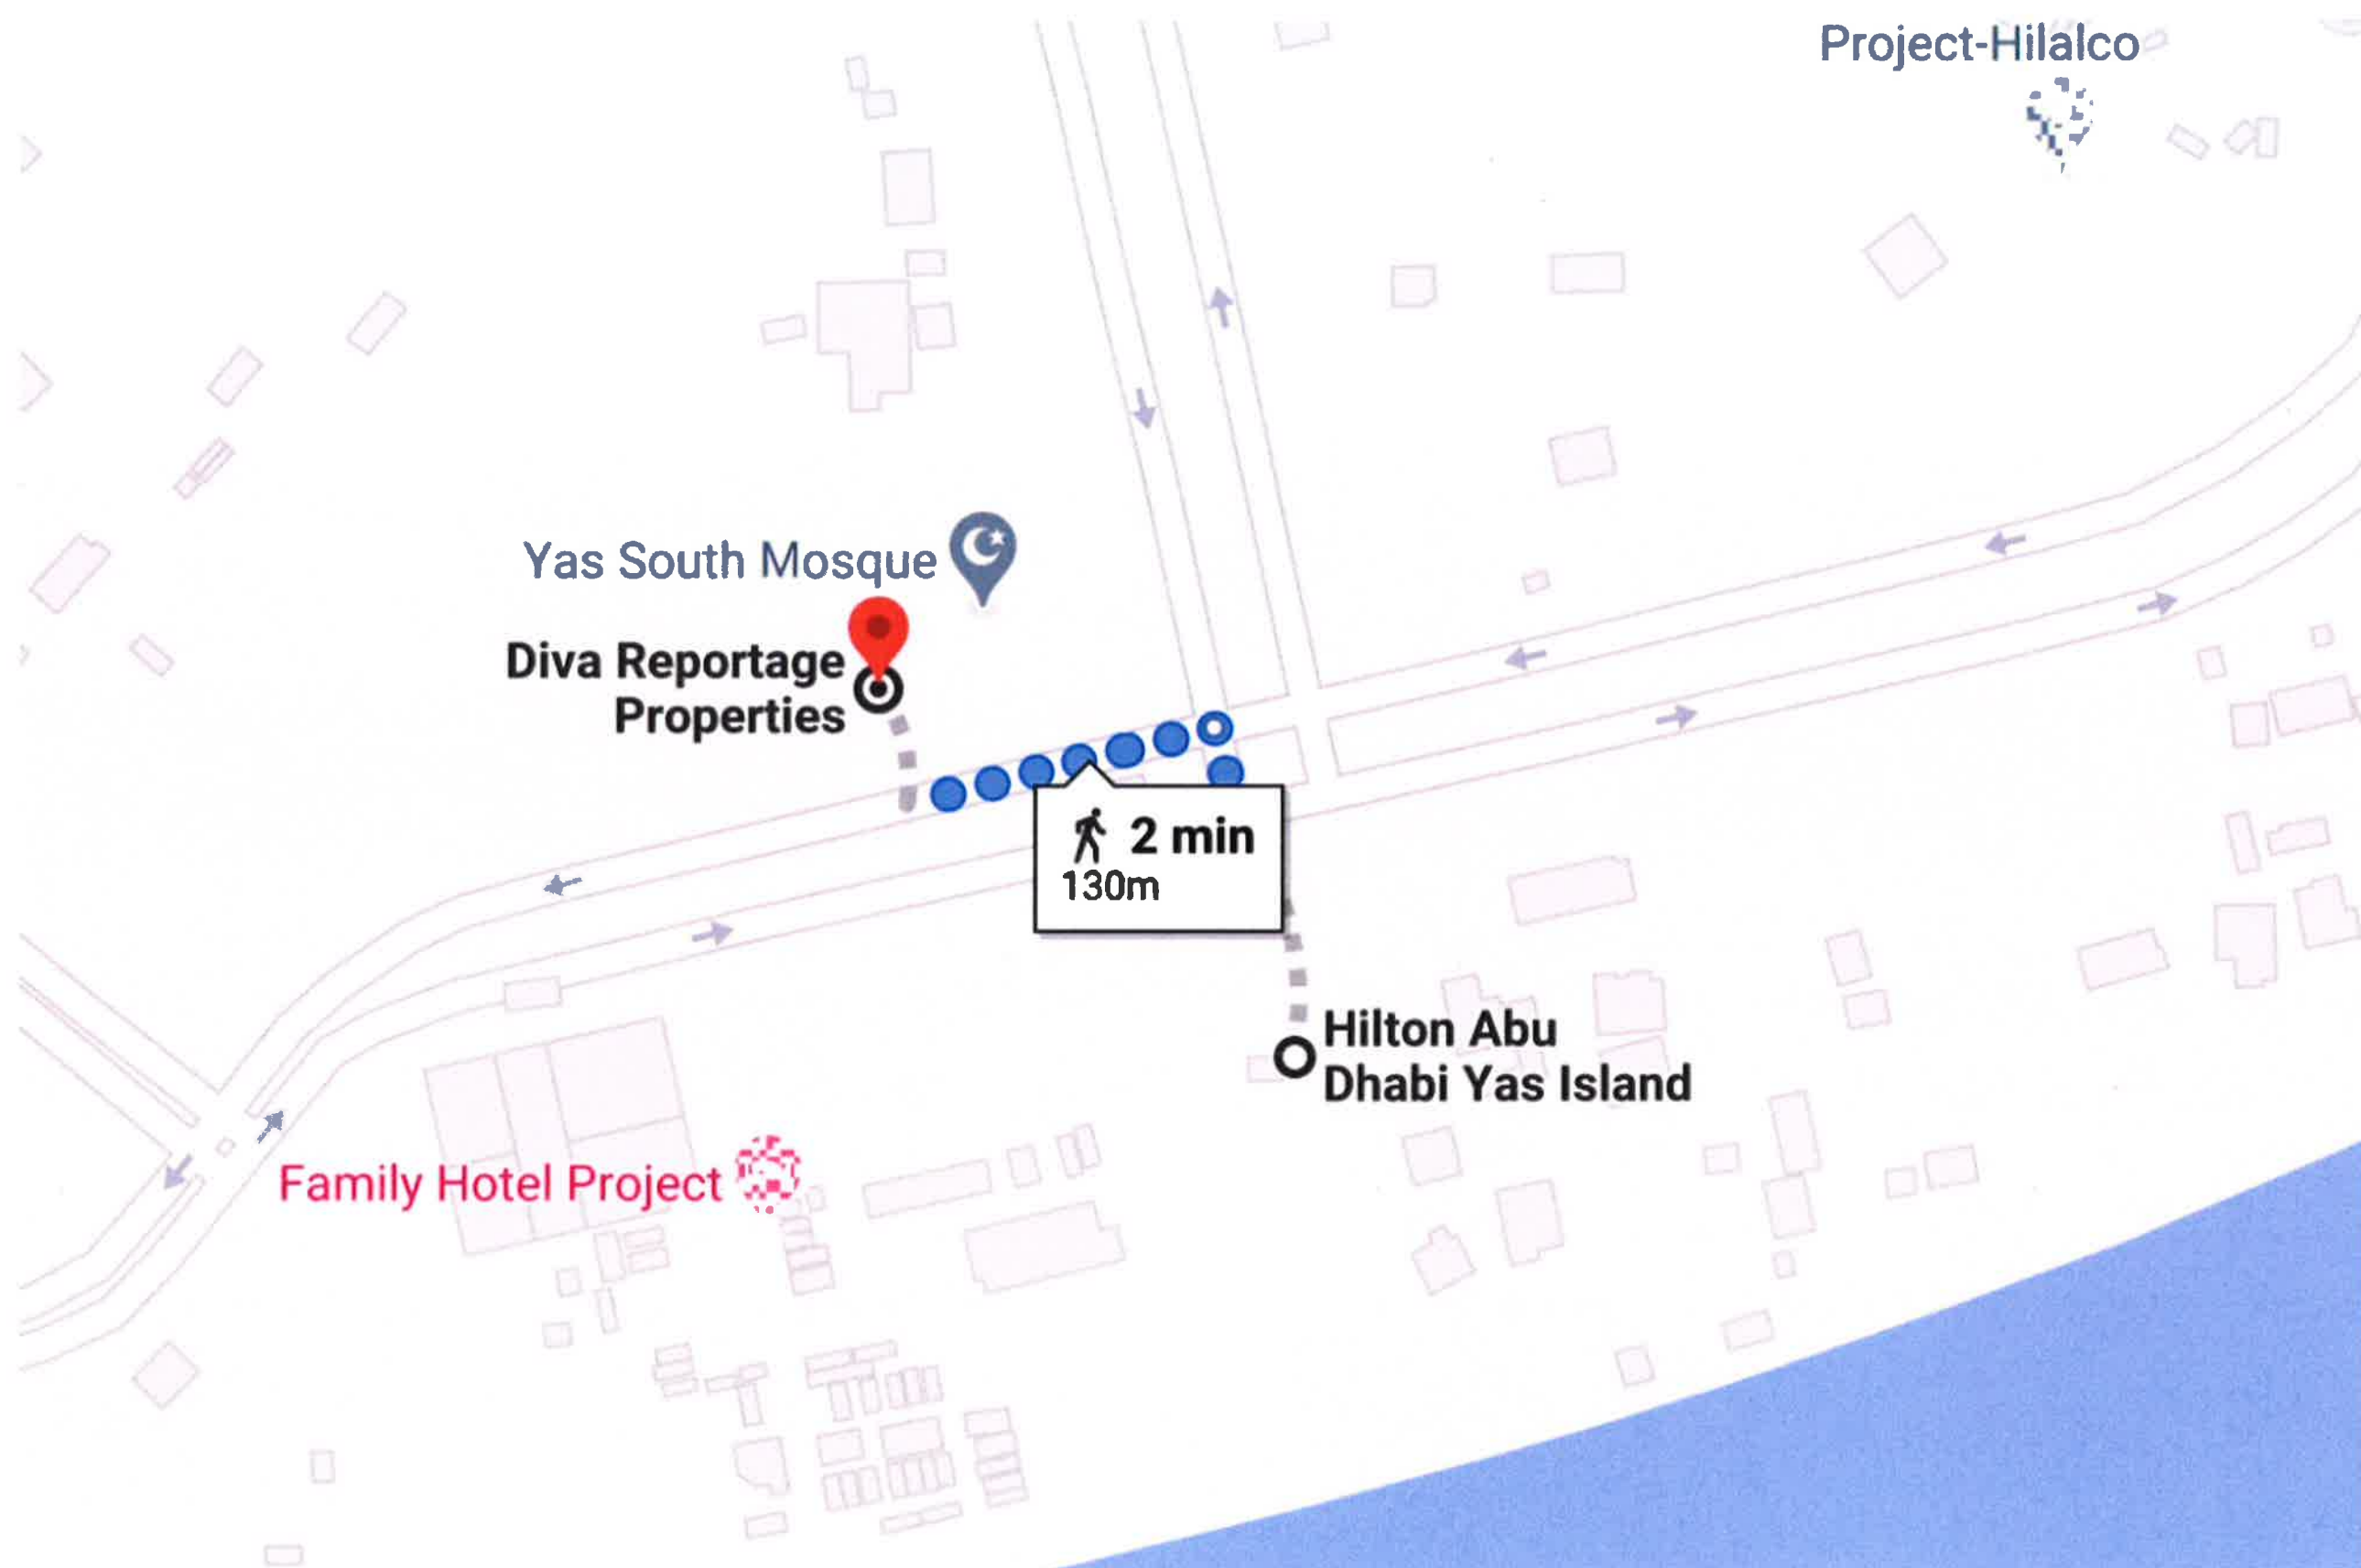 Project-Hilalco
Yas South Mosque
Diva Reportage
Properties
2 min
130m
Hilton Abu
Dhabi Yas Island
Family Hotel Project